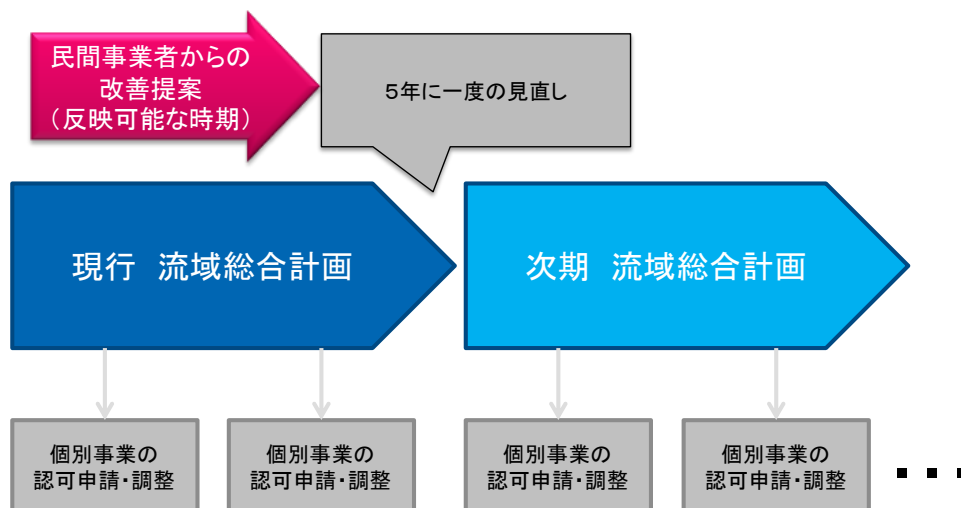 民間事業者からの
改善提案
（反映可能な時期）
５年に一度の見直し
現行　流域総合計画
次期　流域総合計画
個別事業の
認可申請・調整
個別事業の
認可申請・調整
個別事業の
認可申請・調整
個別事業の
認可申請・調整
・・・